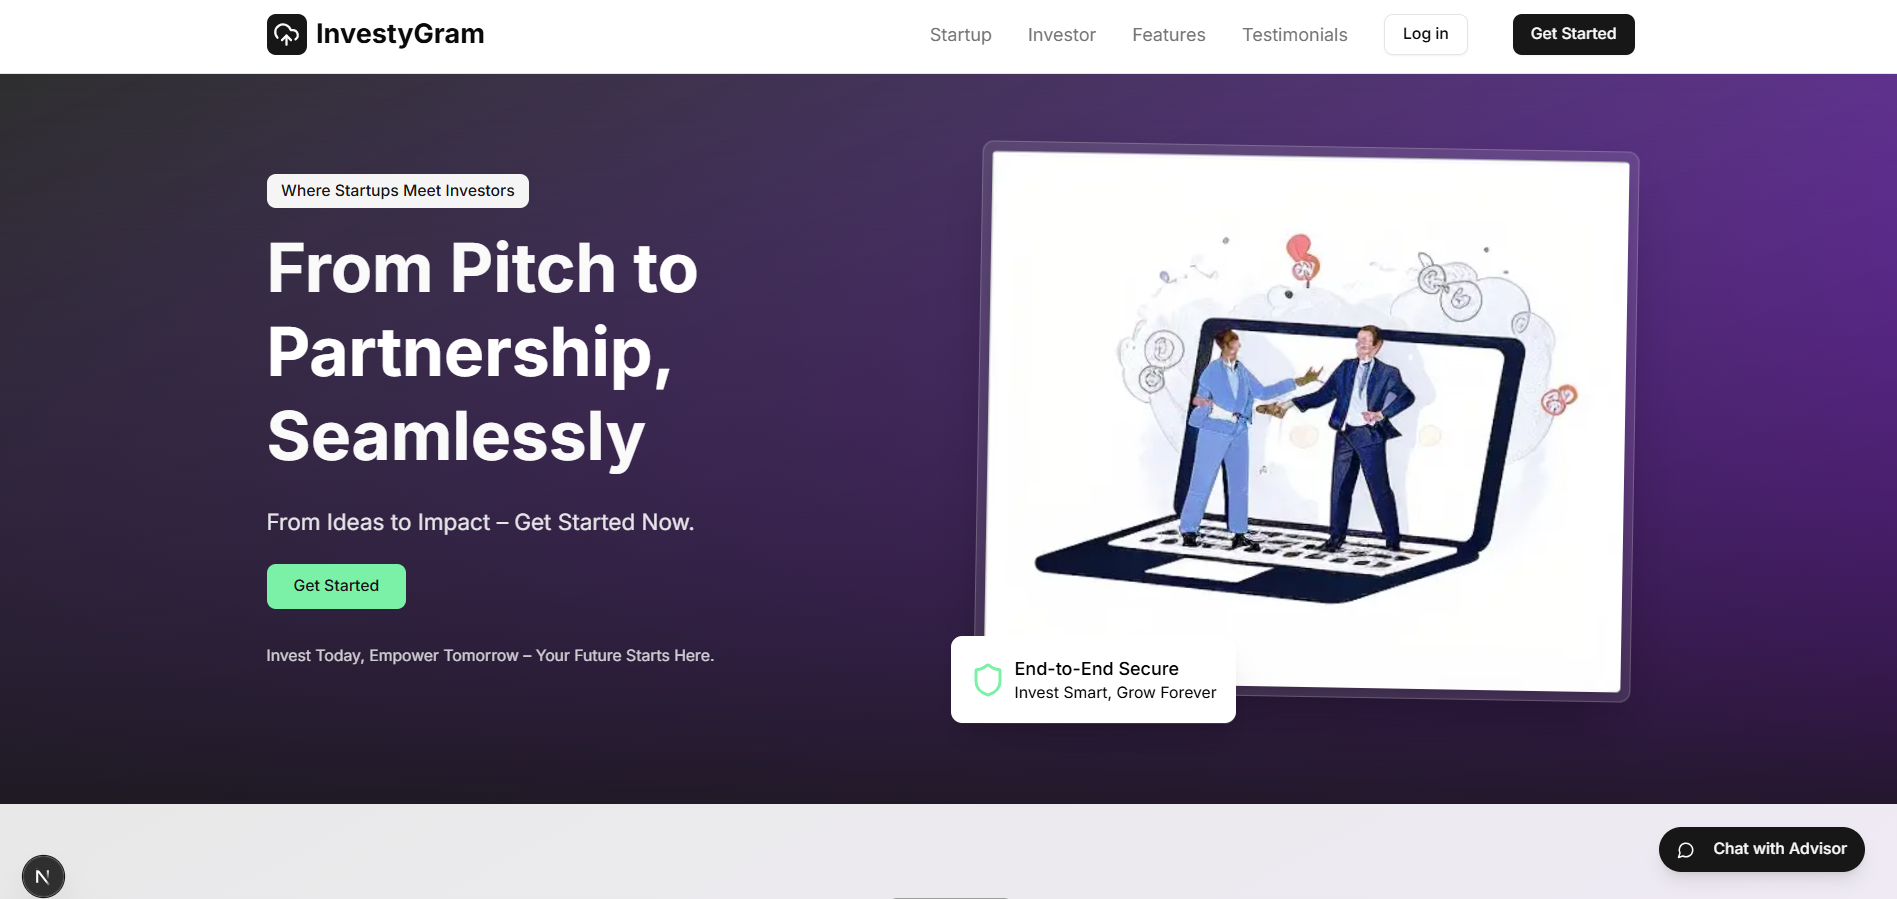 InvestyGram
Startup
Investor
Features
Testimonials
Log in
Get Started
Where Startups Meet Investors
From Pitch to
Partnership,
Seamlessly
From Ideas to Impact – Get Started Now.
Get Started
Invest Today, Empower Tomorrow – Your Future Starts Here.
End-to-End Secure
Invest Smart, Grow Forever
Chat with Advisor
N